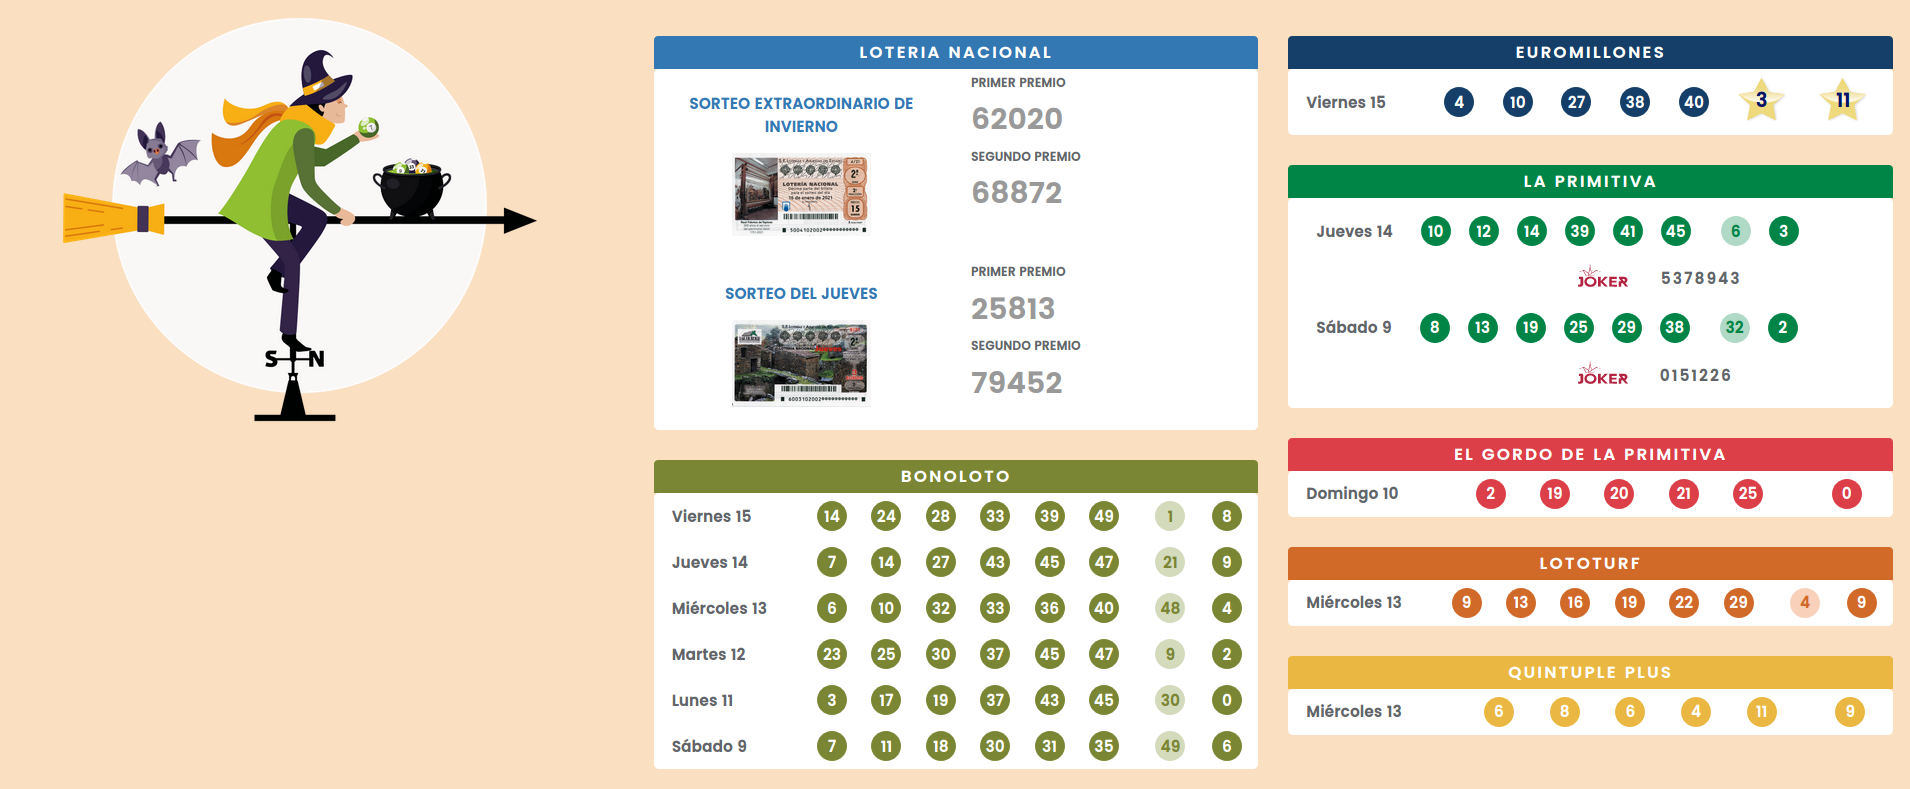 S N
LOTERIA NACIONAL
SORTEO EXTRAORDINARIO DE
INVIERNO
PRIMER PREMIO
62020
SEGUNDO PREMIO
68872
LOTERÍA NACIONAL
16 de enero de 2021
15
SORTEO DEL JUEVES
PRIMER PREMIO
25813
SEGUNDO PREMIO
79452
BONOLOTO
Viernes 15 14 24 28 33 39 49 1 8
Jueves 14 7 14 27 43 45 47 21 9
Miércoles 13 6 10 32 33 36 40 48 4
Martes 12 23 25 30 37 45 47 9 2
Lunes 11 3 17 19 37 43 45 30 0
Sábado 9 7 11 18 30 31 35 49 6
EUROMILLONES
Viernes 15 4 10 27 38 40 3 11
LA PRIMITIVA
Jueves 14 10 12 14 39 41 45 6 3
JOKER 5378943
Sábado 9 8 13 19 25 29 38 32 2
JOKER 0151226
EL GORDO DE LA PRIMITIVA
Domingo 10 2 19 20 21 25 0
LOTOTURF
Miércoles 13 9 13 16 19 22 29 4 9
QUINTUPLE PLUS
Miércoles 13 6 8 6 4 11 9